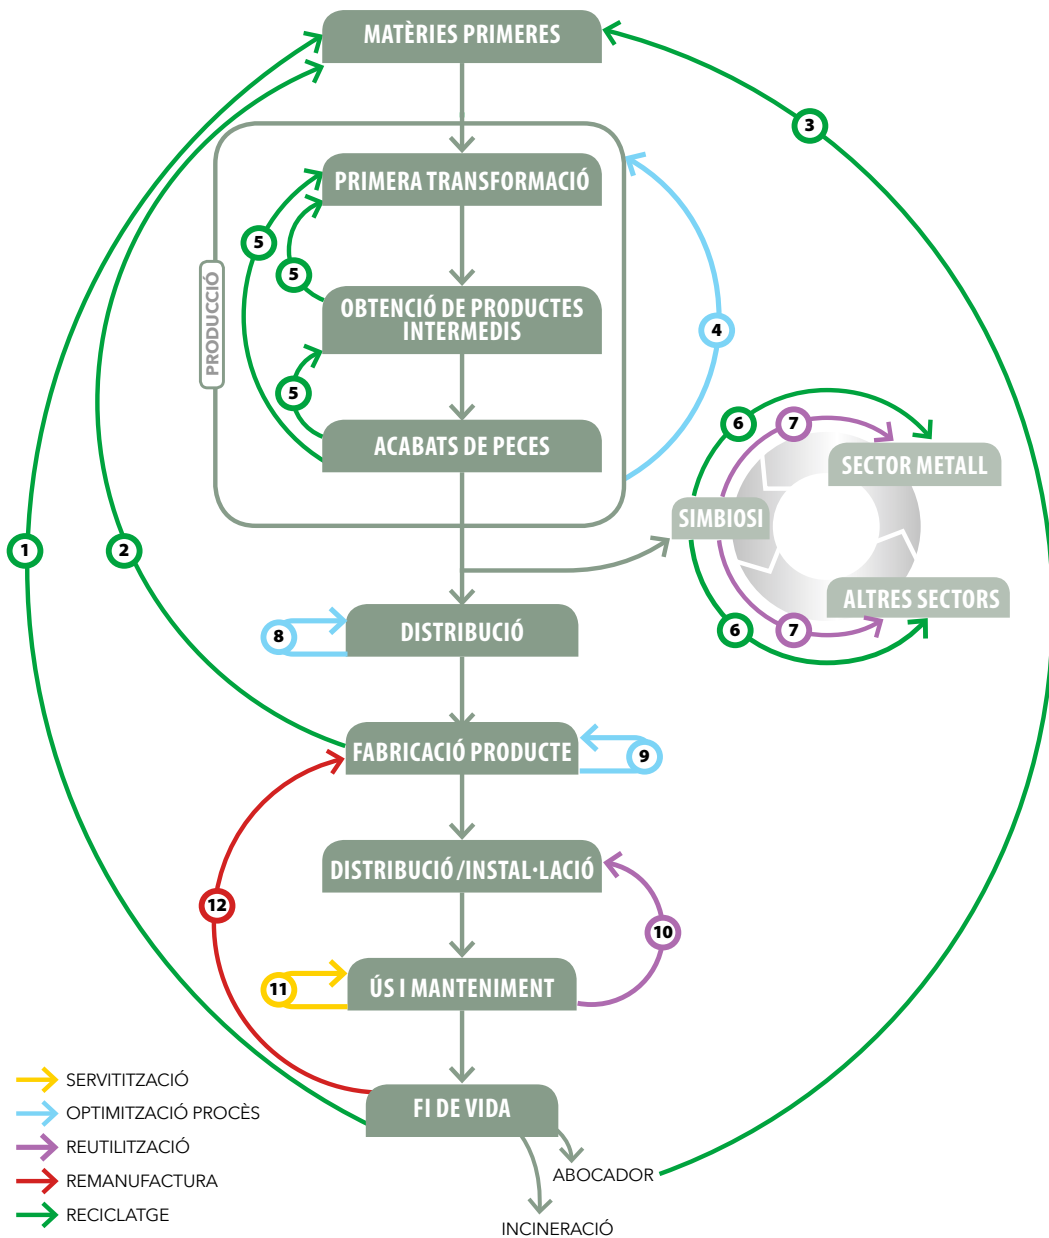 MATÈRIES PRIMERES
3
PRIMERA TRANSFORMACIÓ
5
5
PRODUCCIÓ
OBTENCIÓ DE PRODUCTES
INTERMEDIS
4
5
ACABATS DE PECES
6
7
SECTOR METALL
SIMBIOSI
1
2
ALTRES SECTORS
6
7
8
DISTRIBUCIÓ
FABRICACIÓ PRODUCTE
9
DISTRIBUCIÓ/INSTAL·LACIÓ
12
10
11
ÚS I MANTENIMENT
FI DE VIDA
SERVITITZACIÓ
OPTIMITZACIÓ PROCÈS
REUTILITZACIÓ
REMANUFACTURA
RECICLATGE
ABOCADOR
INCINERACIÓ